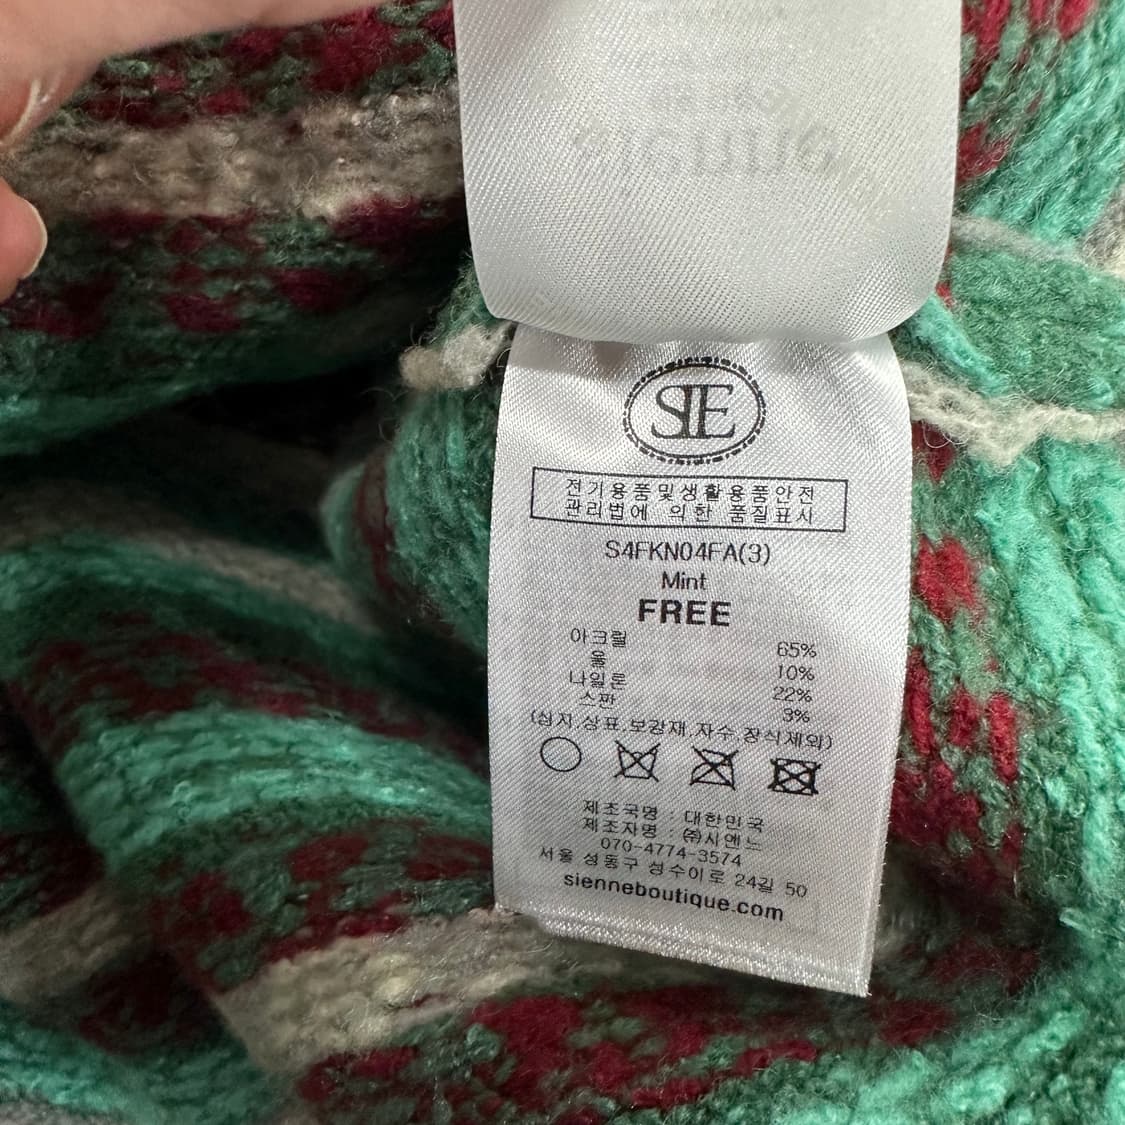 SIE
전기용품및생활용품안전
관리법에 의한 품질표시
S4FKN04FA(3)
Mint
FREE
아크릴 65%
울 10%
나일론 22%
스판 3%
(심지,상표,보강재,자수,장식제외)
제조국명 : 대한민국
제조자명 : ㈜시앤느
070-4774-3574
서울 성동구 성수이로 24길 50
sienneboutique.com